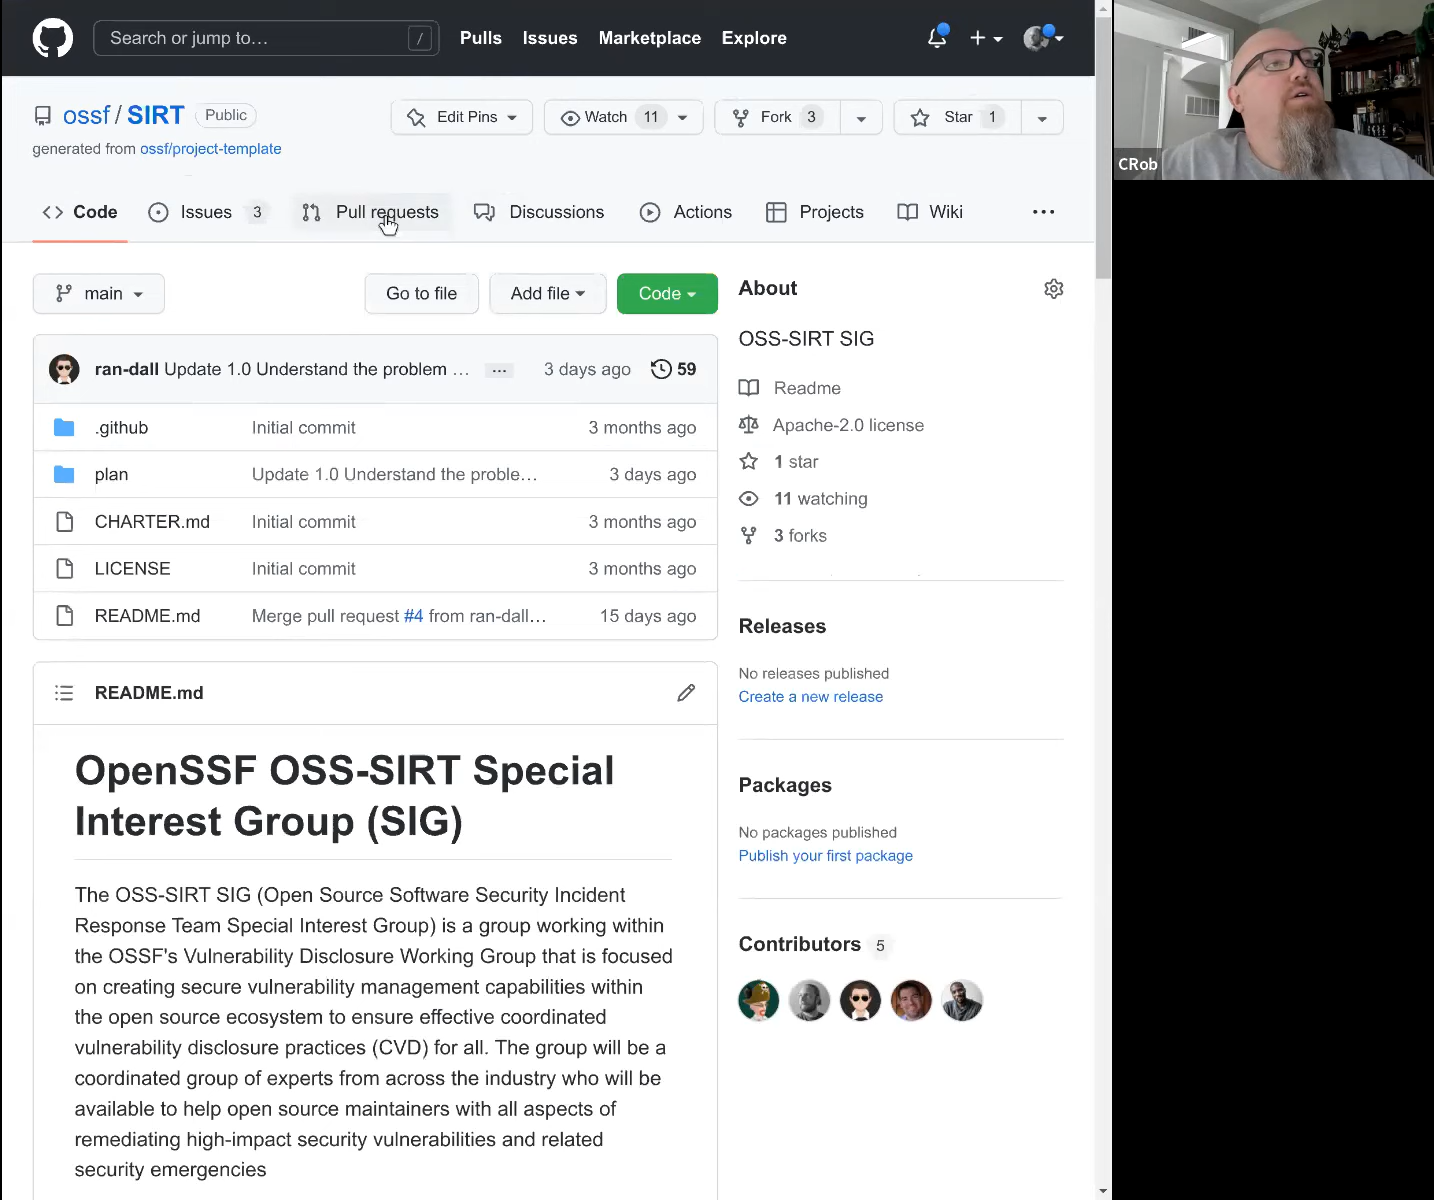 Search or jump to… / Pulls Issues Marketplace Explore
CRob
ossf / SIRT Public Edit Pins Watch 11 Fork 3 Star 1
generated from ossf/project-template
Code Issues 3 Pull requests Discussions Actions Projects Wiki ...
main Go to file Add file Code
ran-dall Update 1.0 Understand the problem … ... 3 days ago 59
.github Initial commit 3 months ago
plan Update 1.0 Understand the proble… 3 days ago
CHARTER.md Initial commit 3 months ago
LICENSE Initial commit 3 months ago
README.md Merge pull request #4 from ran-dall… 15 days ago
README.md
OpenSSF OSS-SIRT Special
Interest Group (SIG)
The OSS-SIRT SIG (Open Source Software Security Incident
Response Team Special Interest Group) is a group working within
the OSSF's Vulnerability Disclosure Working Group that is focused
on creating secure vulnerability management capabilities within
the open source ecosystem to ensure effective coordinated
vulnerability disclosure practices (CVD) for all. The group will be a
coordinated group of experts from across the industry who will be
available to help open source maintainers with all aspects of
remediating high-impact security vulnerabilities and related
security emergencies
About
OSS-SIRT SIG
Readme
Apache-2.0 license
1 star
11 watching
3 forks
Releases
No releases published
Create a new release
Packages
No packages published
Publish your first package
Contributors 5